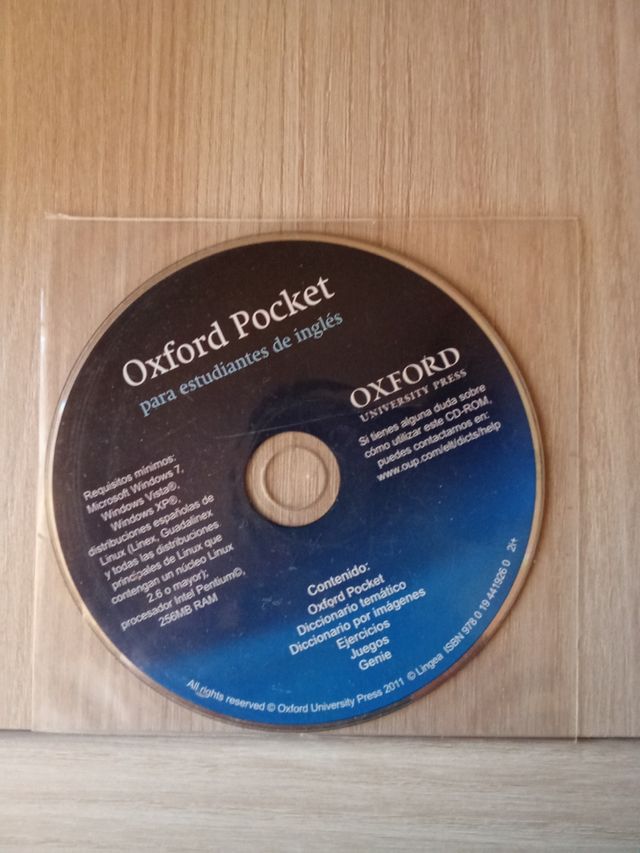 Oxford Pocket
para estudiantes de inglés
OXFORD
UNIVERSITY PRESS
Si tienes alguna duda sobre
cómo utilizar este CD-ROM,
puedes contactarnos en:
www.oup.com/elt/dicts/help
Requisitos mínimos:
Microsoft Windows 7,
Windows Vista®,
Windows XP®,
distribuciones españolas de
Linux (Linex, Guadalinex
y todas las distribuciones
principales de Linux que
contengan un núcleo Linux
2.6 o mayor);
procesador Intel Pentium©,
256MB RAM
Contenido:
Oxford Pocket
Diccionario temático
Diccionario por imágenes
Ejercicios
Juegos
Genie
All rights reserved © Oxford University Press 2011 © Lingea ISBN 978 0 19 441926 0 2i+